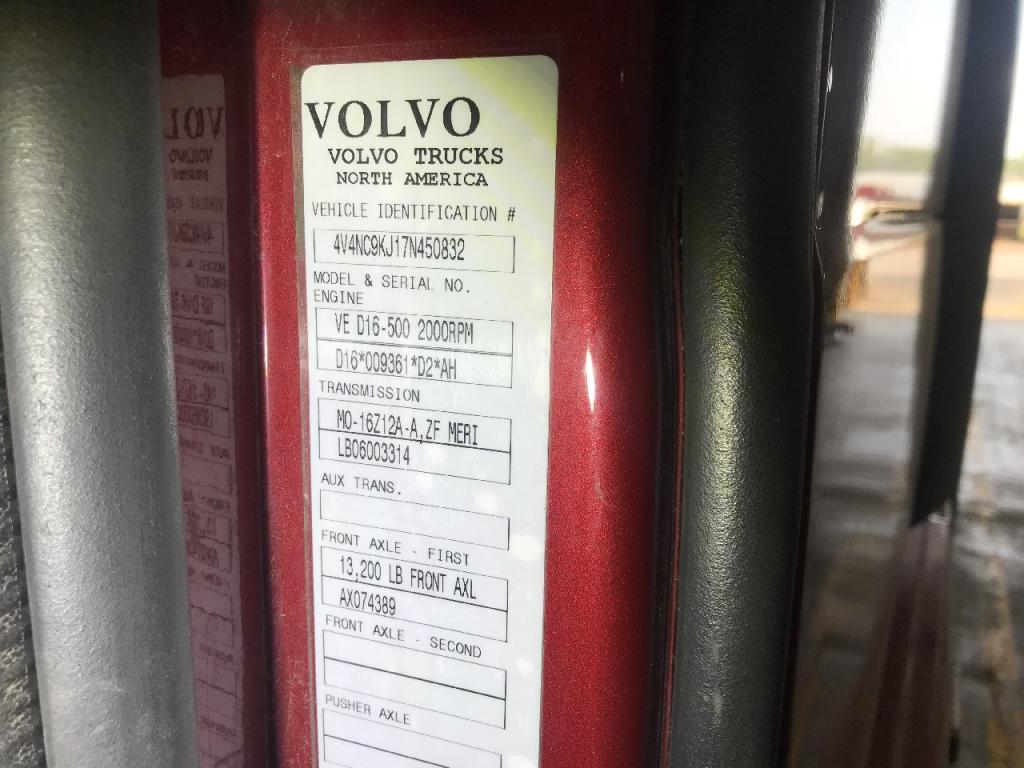 VOLVO
VOLVO TRUCKS
NORTH AMERICA
VEHICLE IDENTIFICATION #
4V4NC9KJ17N450832
MODEL & SERIAL NO.
ENGINE
VE D16-500 2000RPM
D16*009361*D2*AH
TRANSMISSION
MO-16Z12A-A,ZF MERI
LB06003314
AUX TRANS.
FRONT AXLE - FIRST
13,200 LB FRONT AXL
AX074389
FRONT AXLE - SECOND
PUSHER AXLE